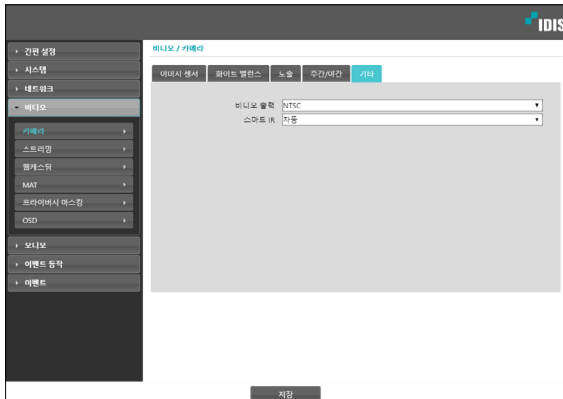 IDIS
비디오 / 카메라
간편 설정
시스템
네트워크
비디오
카메라
스트리밍
웹캐스팅
MAT
프라이버시 마스킹
OSD
오디오
이벤트 동작
이벤트
이미지 센서 화이트 밸런스 노출 주간/야간 기타
비디오 출력 NTSC
스마트 IR 자동
저장